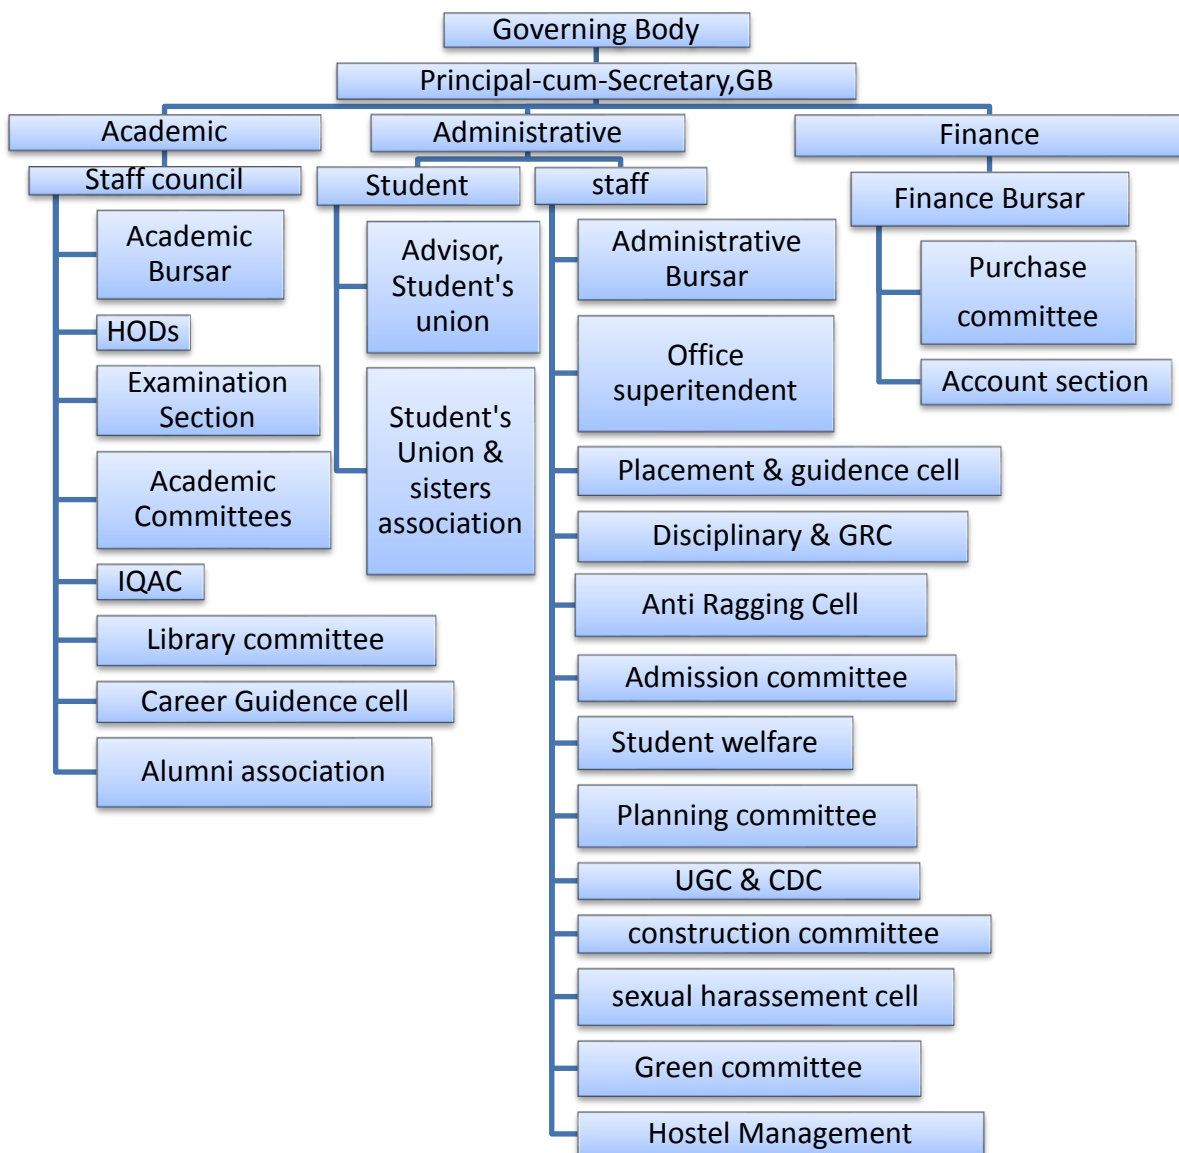 Governing Body
Principal-cum-Secretary,GB
Academic
Administrative
Finance
Staff council
Student
staff
Finance Bursar
Academic
Bursar
HODs
Examination
Section
Academic
Committees
IQAC
Library committee
Career Guidence cell
Alumni association
Advisor,
Student's
union
Student's
Union &
sisters
association
Administrative
Bursar
Office
superitendent
Placement & guidence cell
Disciplinary & GRC
Anti Ragging Cell
Admission committee
Student welfare
Planning committee
UGC & CDC
construction committee
sexual harassement cell
Green committee
Hostel Management
Purchase
committee
Account section